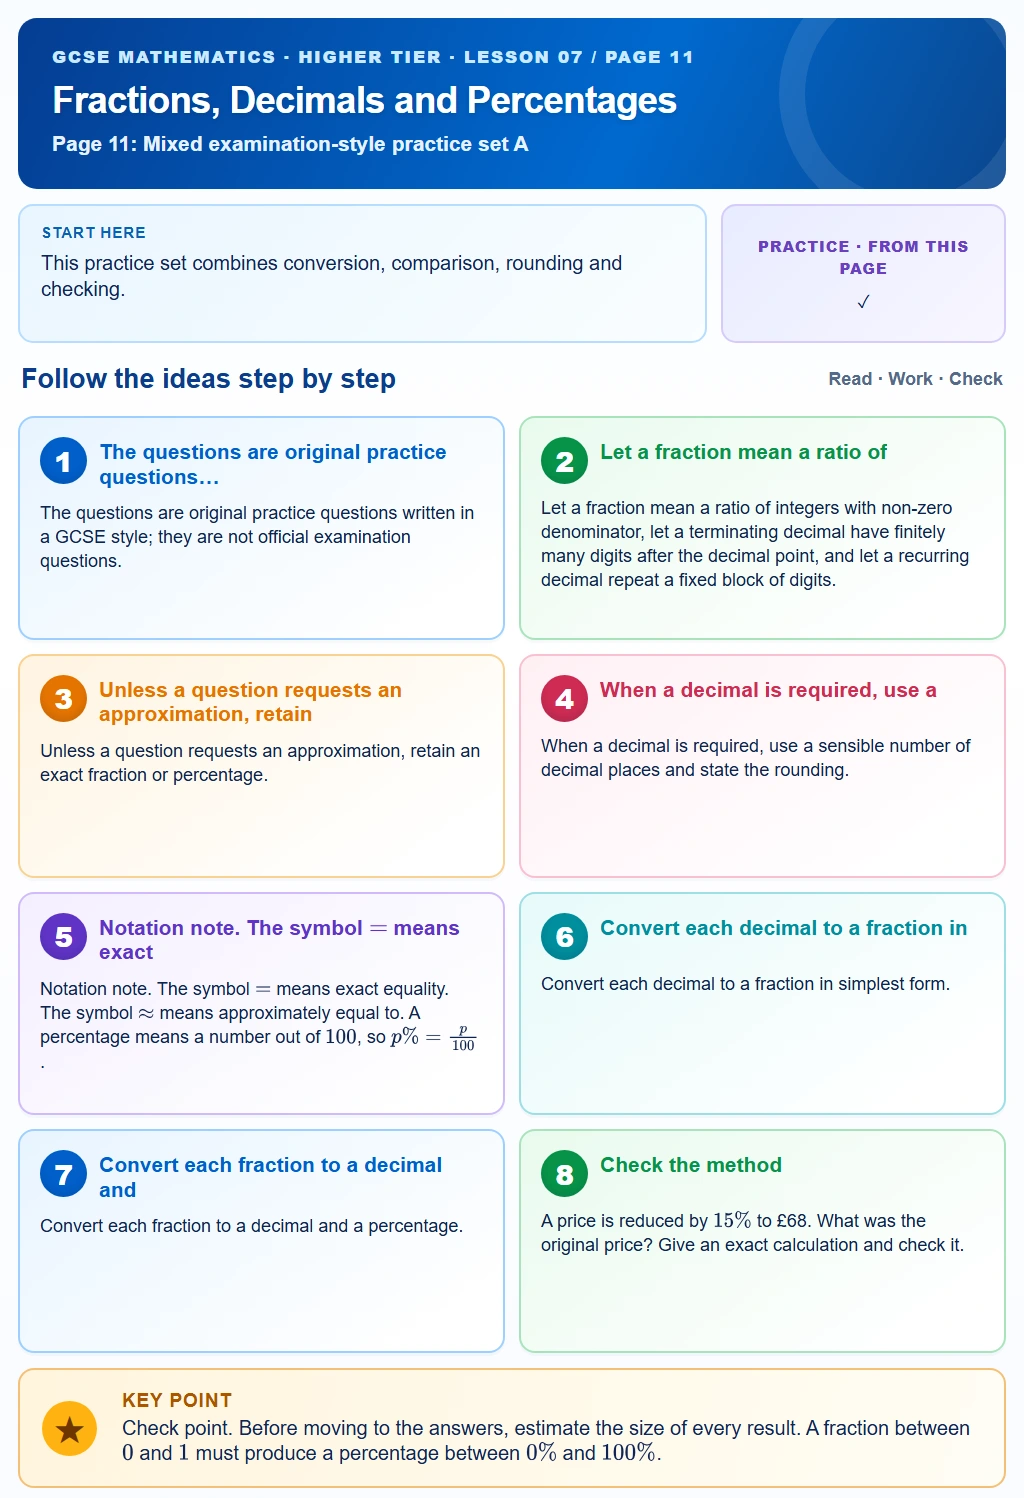 GCSE MATHEMATICS · HIGHER TIER · LESSON 07 / PAGE 11
Fractions, Decimals and Percentages
Page 11: Mixed examination-style practice set A
START HERE
This practice set combines conversion, comparison, rounding and
checking.
PRACTICE · FROM THIS
PAGE
✓
Follow the ideas step by step
Read · Work · Check
1
The questions are original practice
questions…
The questions are original practice questions written in
a GCSE style; they are not official examination
questions.
2
Let a fraction mean a ratio of
Let a fraction mean a ratio of integers with non-zero
denominator, let a terminating decimal have finitely
many digits after the decimal point, and let a recurring
decimal repeat a fixed block of digits.
3
Unless a question requests an
approximation, retain
Unless a question requests an approximation, retain an
exact fraction or percentage.
4
When a decimal is required, use a
When a decimal is required, use a sensible number of
decimal places and state the rounding.
5
Notation note. The symbol = means
exact
Notation note. The symbol = means exact equality.
The symbol ≈ means approximately equal to. A
percentage means a number out of 100, so p% = p/100
.
6
Convert each decimal to a fraction in
Convert each decimal to a fraction in simplest form.
7
Convert each fraction to a decimal
and
Convert each fraction to a decimal and a percentage.
8
Check the method
A price is reduced by 15% to £68. What was the
original price? Give an exact calculation and check it.
★
KEY POINT
Check point. Before moving to the answers, estimate the size of every result. A fraction between
0 and 1 must produce a percentage between 0% and 100%.